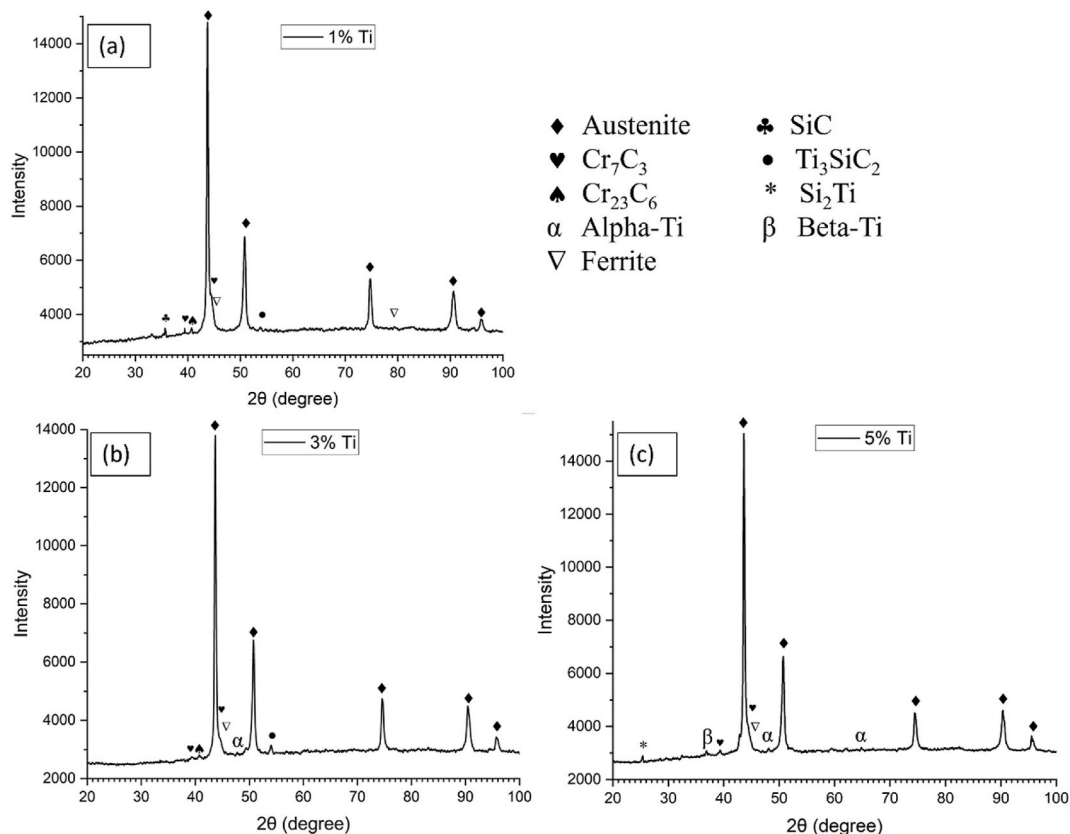 (a)
1% Ti
Intensity
14000
12000
10000
8000
6000
4000
20 30 40 50 60 70 80 90 100
2θ (degree)
♦ Austenite ♣ SiC
♥ Cr₇C₃ ● Ti₃SiC₂
♠ Cr₂₃C₆ * Si₂Ti
α Alpha-Ti β Beta-Ti
▽ Ferrite
(b)
3% Ti
Intensity
14000
12000
10000
8000
6000
4000
2000
α
20 30 40 50 60 70 80 90 100
2θ (degree)
(c)
5% Ti
Intensity
14000
12000
10000
8000
6000
4000
2000
* β α α
20 30 40 50 60 70 80 90 100
2θ (degree)